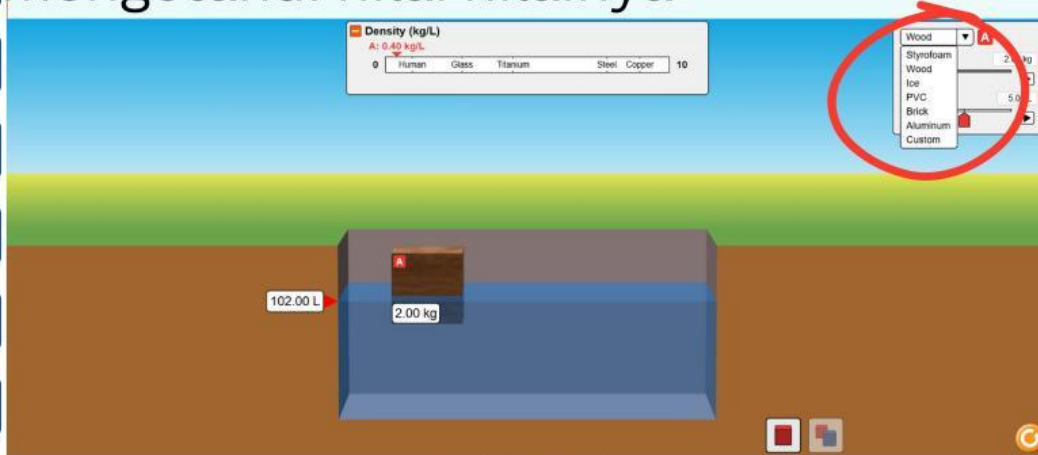 Density (kg/L)
A: 0.40 kg/L
0 Human Glass Titanium Steel Copper 10
Wood A
Styrofoam
Wood
Ice
PVC
Brick
Aluminum
Custom
A
102.00 L
2.00 kg